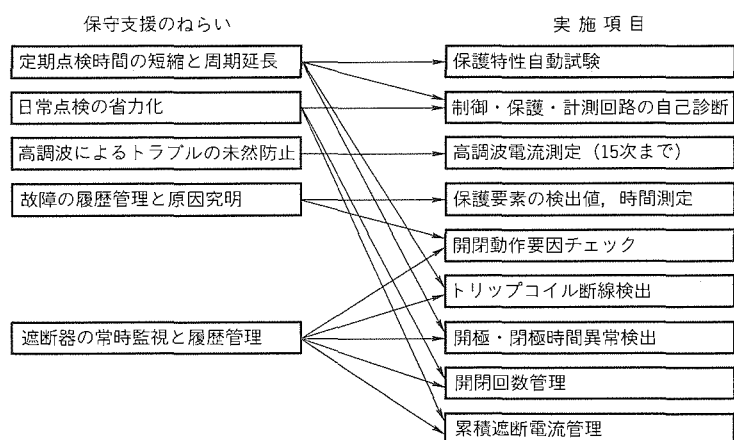 保守支援のねらい
実施項目
定期点検時間の短縮と周期延長
日常点検の省力化
高調波によるトラブルの未然防止
故障の履歴管理と原因究明
遮断器の常時監視と履歴管理
保護特性自動試験
制御・保護・計測回路の自己診断
高調波電流測定（15次まで）
保護要素の検出値，時間測定
開閉動作要因チェック
トリップコイル断線検出
開極・閉極時間異常検出
開閉回数管理
累積遮断電流管理